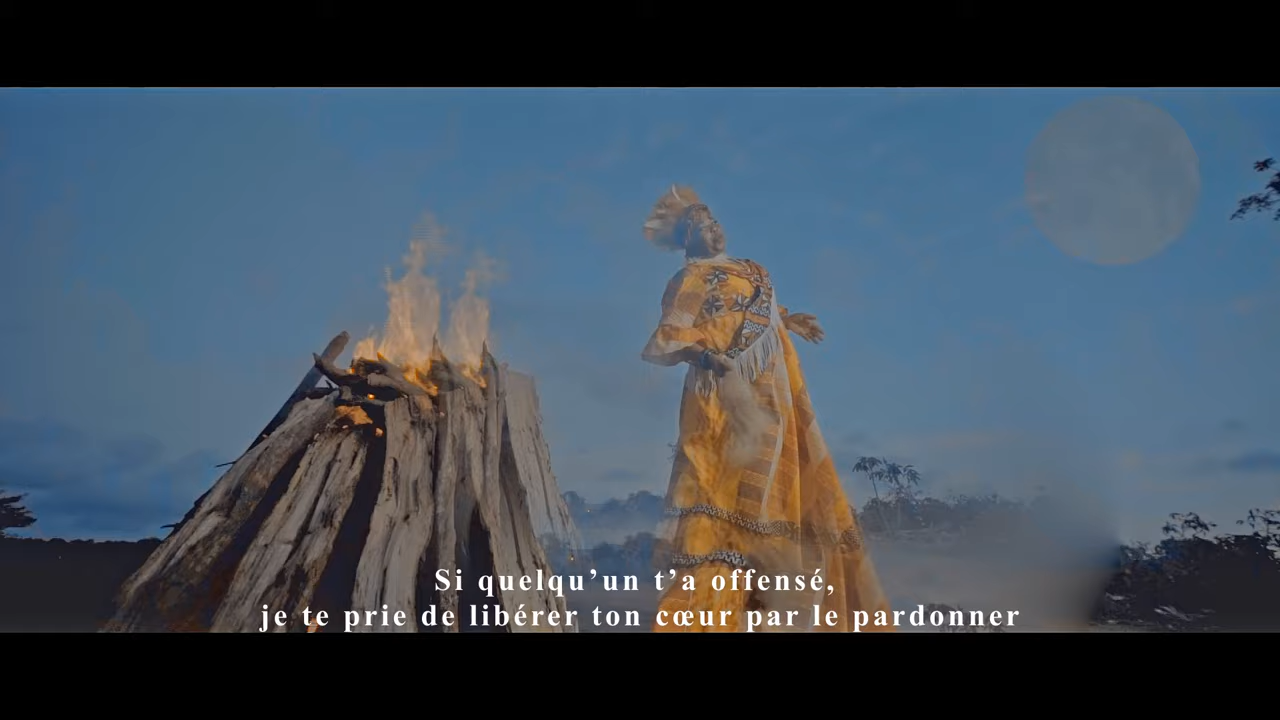 Si quelqu’un t’a offensé,
je te prie de libérer ton cœur par le pardonner